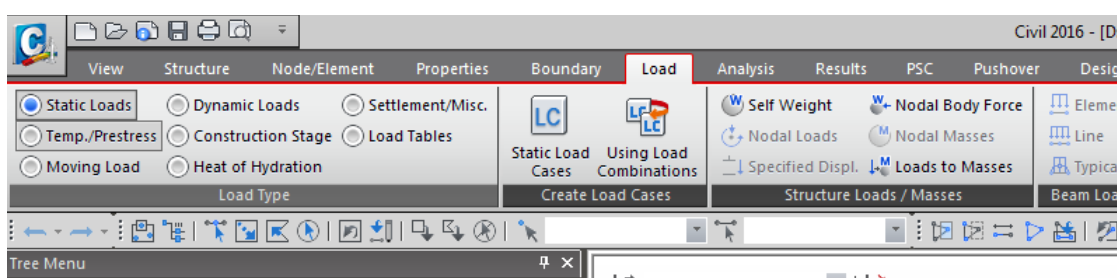 Civil 2016 - [D
View Structure Node/Element Properties Boundary Load Analysis Results PSC Pushover Desig
Static Loads Dynamic Loads Settlement/Misc. LC LC Self Weight Nodal Body Force Eleme
Temp./Prestress Construction Stage Load Tables Nodal Loads Nodal Masses Line
Static Load Cases Using Load Combinations
Moving Load Heat of Hydration Specified Displ. Loads to Masses Typica
Load Type Create Load Cases Structure Loads / Masses Beam Loa
Tree Menu